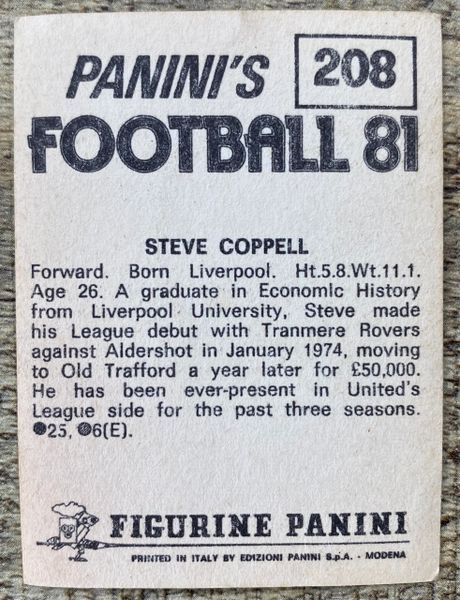 PANINI'S 208
FOOTBALL 81
STEVE COPPELL
Forward. Born Liverpool. Ht.5.8.Wt.11.1.
Age 26. A graduate in Economic History
from Liverpool University, Steve made
his League debut with Tranmere Rovers
against Aldershot in January 1974, moving
to Old Trafford a year later for £50,000.
He has been ever-present in United's
League side for the past three seasons.
●25, ●6(E).
FIGURINE PANINI
PRINTED IN ITALY BY EDIZIONI PANINI S.p.A. - MODENA